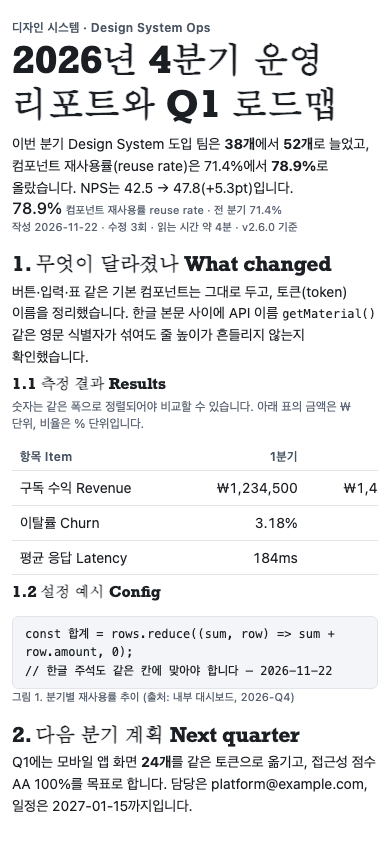 디자인 시스템 · Design System Ops
2026년 4분기 운영
리포트와 Q1 로드맵
이번 분기 Design System 도입 팀은 38개에서 52개로 늘었고,
컴포넌트 재사용률(reuse rate)은 71.4%에서 78.9%로
올랐습니다. NPS는 42.5 → 47.8(+5.3pt)입니다.
78.9% 컴포넌트 재사용률 reuse rate · 전 분기 71.4%
작성 2026-11-22 · 수정 3회 · 읽는 시간 약 4분 · v2.6.0 기준
1. 무엇이 달라졌나 What changed
버튼·입력·표 같은 기본 컴포넌트는 그대로 두고, 토큰(token)
이름을 정리했습니다. 한글 본문 사이에 API 이름 getMaterial()
같은 영문 식별자가 섞여도 줄 높이가 흔들리지 않는지
확인했습니다.
1.1 측정 결과 Results
숫자는 같은 폭으로 정렬되어야 비교할 수 있습니다. 아래 표의 금액은 ₩
단위, 비율은 % 단위입니다.
항목 Item 1분기
구독 수익 Revenue ₩1,234,500 ₩1,4
이탈률 Churn 3.18%
평균 응답 Latency 184ms
1.2 설정 예시 Config
const 합계 = rows.reduce((sum, row) => sum +
row.amount, 0);
// 한글 주석도 같은 칸에 맞아야 합니다 — 2026-11-22
그림 1. 분기별 재사용률 추이 (출처: 내부 대시보드, 2026-Q4)
2. 다음 분기 계획 Next quarter
Q1에는 모바일 앱 화면 24개를 같은 토큰으로 옮기고, 접근성 점수
AA 100%를 목표로 합니다. 담당은 platform@example.com,
일정은 2027-01-15까지입니다.